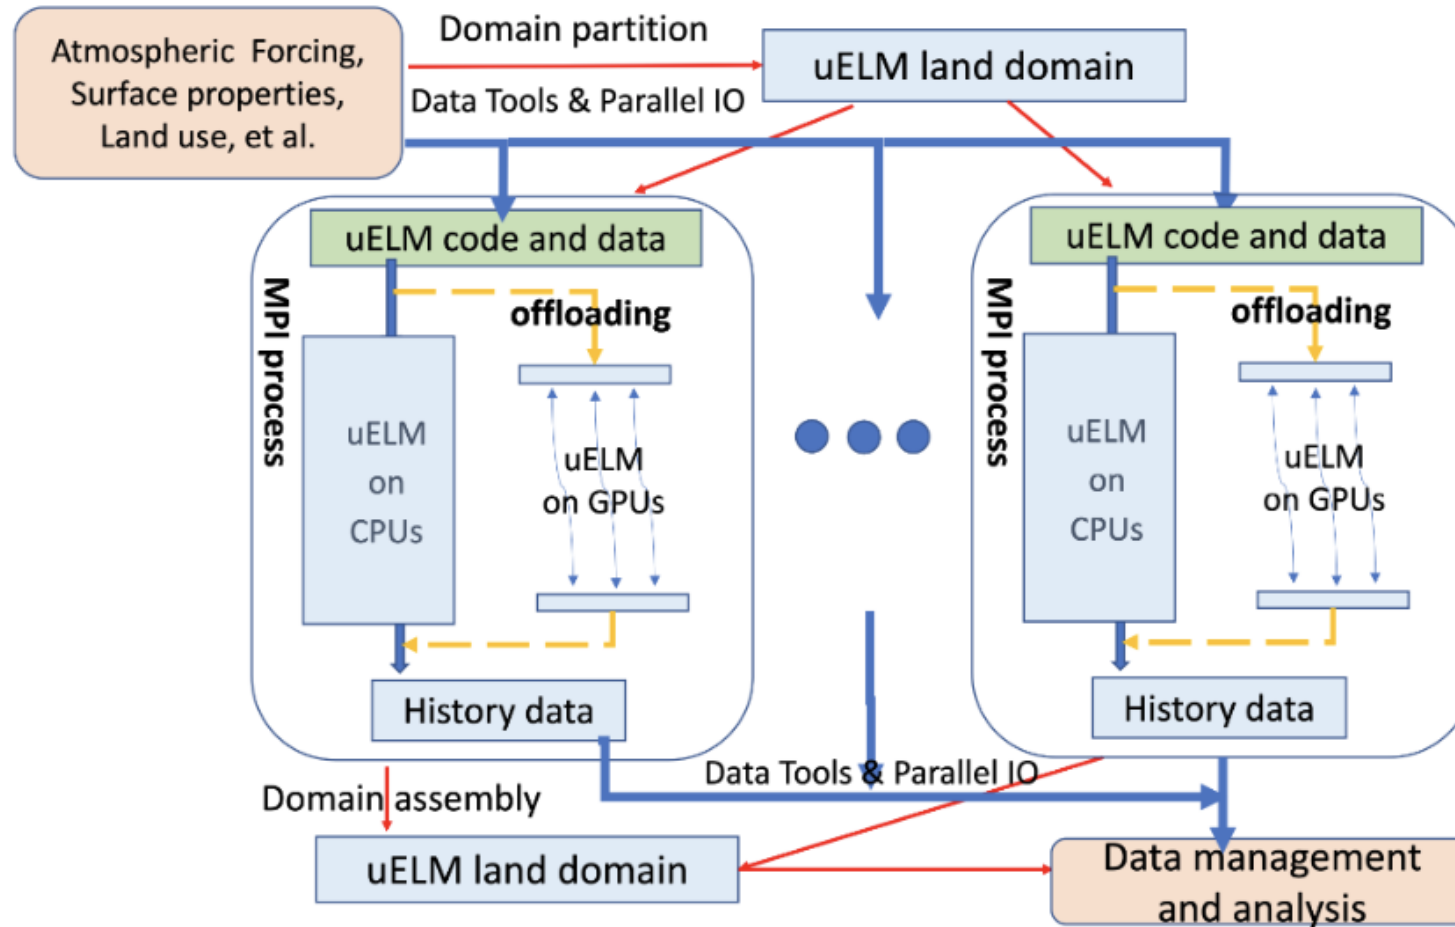 Atmospheric Forcing,
Surface properties,
Land use, et al.
Domain partition
Data Tools & Parallel IO
uELM land domain
uELM code and data
MPI process
offloading
uELM
on
CPUs
uELM
on GPUs
History data
uELM code and data
MPI process
offloading
uELM
on
CPUs
uELM
on GPUs
History data
Data Tools & Parallel IO
Domain assembly
uELM land domain
Data management
and analysis